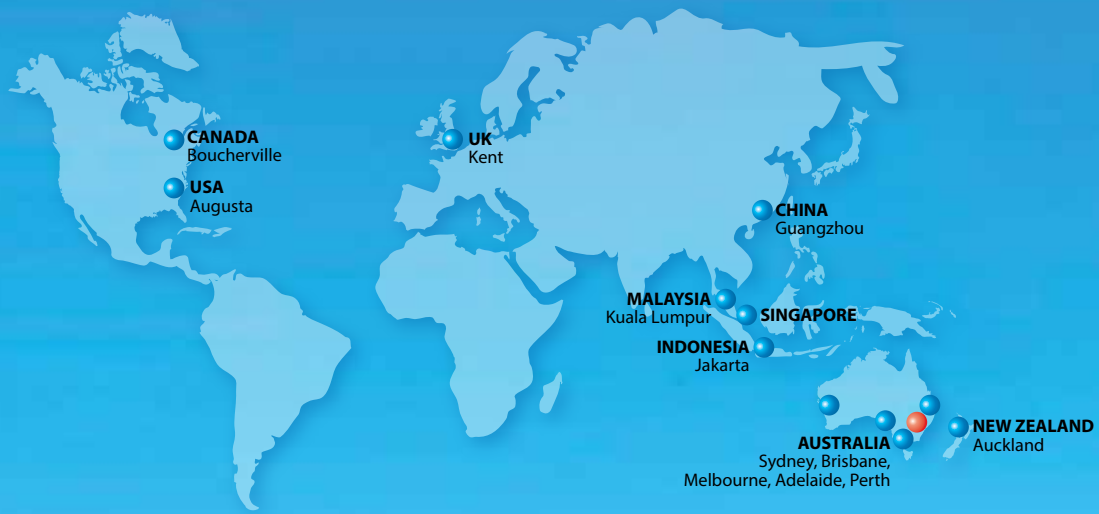 CANADA
Boucherville
USA
Augusta
UK
Kent
CHINA
Guangzhou
MALAYSIA
Kuala Lumpur
SINGAPORE
INDONESIA
Jakarta
AUSTRALIA
Sydney, Brisbane,
Melbourne, Adelaide, Perth
NEW ZEALAND
Auckland